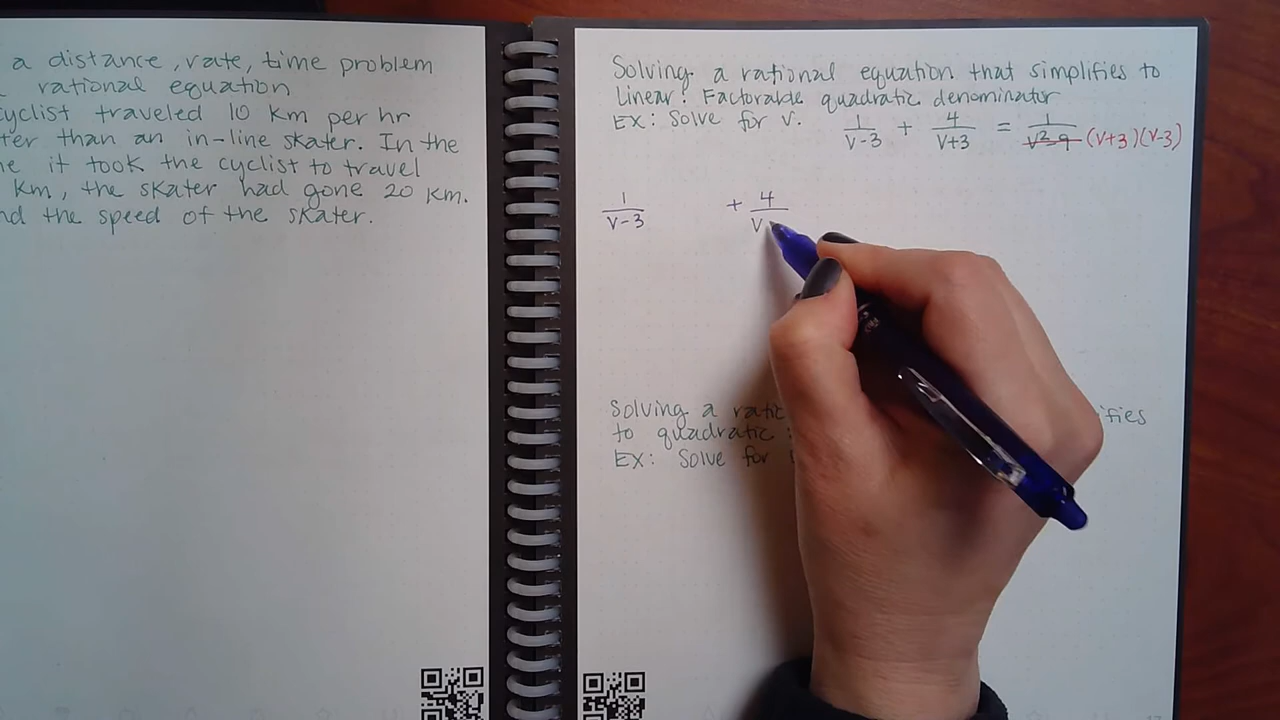 a distance, rate, time problem
rational equation
cyclist traveled 10 km per hr
ter than an in-line skater. In the
e it took the cyclist to travel
km, the skater had gone 20 km.
nd the speed of the skater.
Solving a rational equation that simplifies to
linear: Factorable quadratic denominator
EX: Solve for v. 1/(v-3) + 4/(v+3) = 1/(v²-9) (v+3)(v-3)
1/(v-3) + 4/v
Solving a ratio ifies
to quadratic:
EX: Solve for